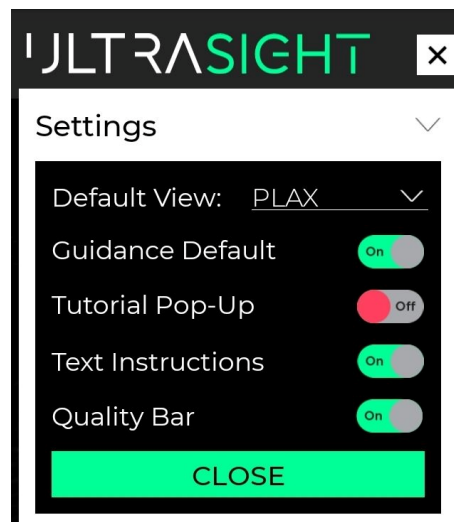 ULTRASIGHT
Settings
Default View: PLAX
Guidance Default On
Tutorial Pop-Up Off
Text Instructions On
Quality Bar On
CLOSE